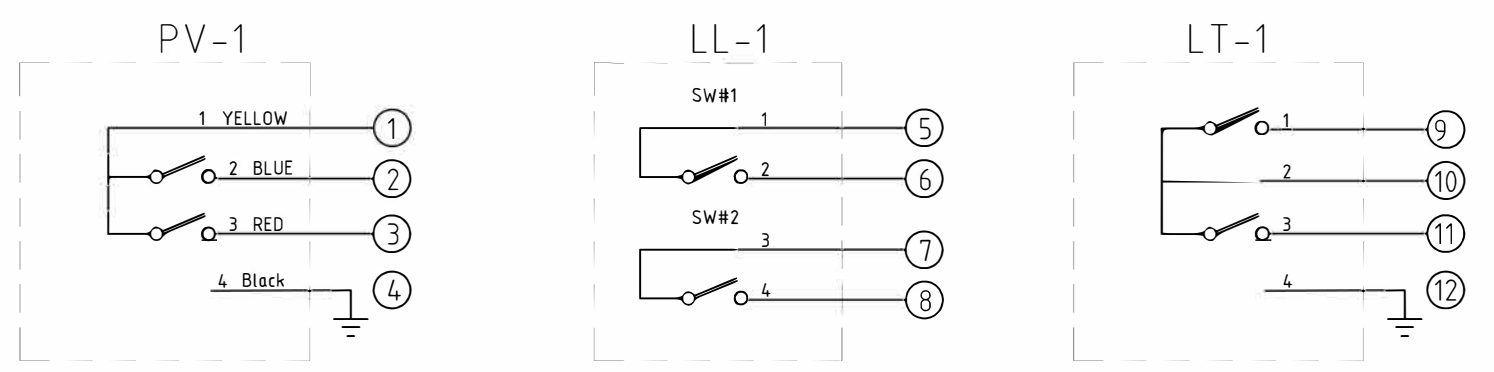 PV-1
1 YELLOW 1
2 BLUE 2
3 RED 3
4 Black 4
LL-1
SW#1
1 5
2 6
SW#2
3 7
4 8
LT-1
1 9
2 10
3 11
4 12